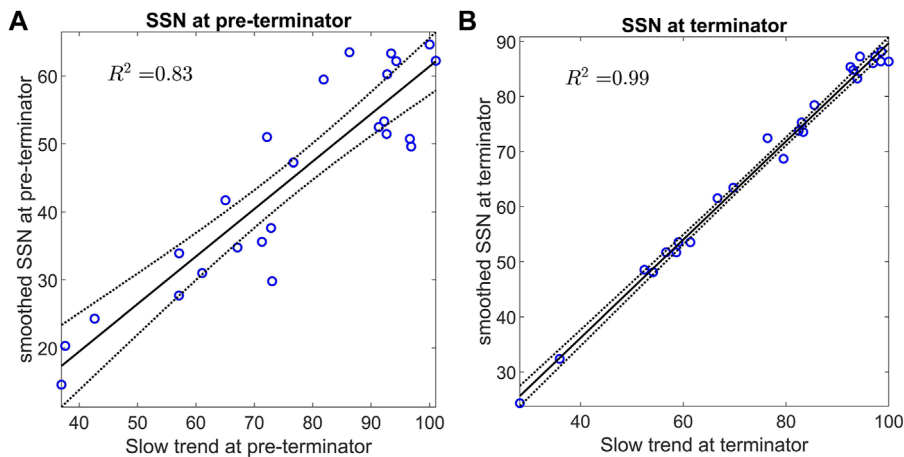 A
SSN at pre-terminator
R² =0.83
60
50
40
30
20
smoothed SSN at pre-terminator
40 50 60 70 80 90 100
Slow trend at pre-terminator
B
SSN at terminator
R² =0.99
90
80
70
60
50
40
30
smoothed SSN at terminator
40 60 80 100
Slow trend at terminator